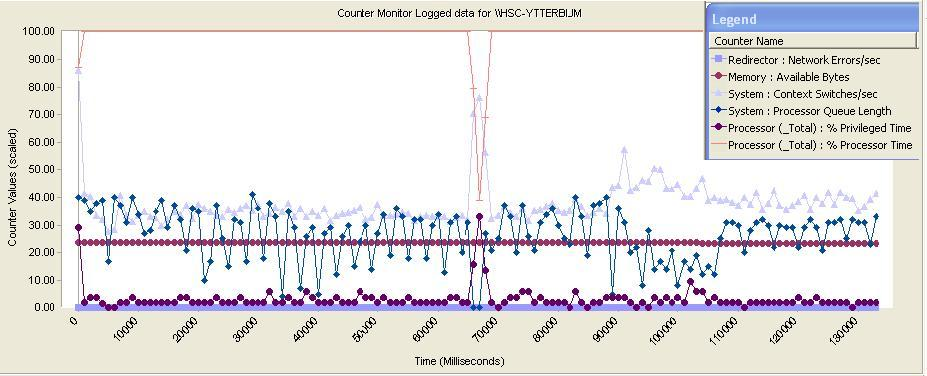 Counter Monitor Logged data for \\HSC-YTTERBIJM
Legend
Counter Name
Redirector : Network Errors/sec
Memory : Available Bytes
System : Context Switches/sec
System : Processor Queue Length
Processor (_Total) : % Privileged Time
Processor (_Total) : % Processor Time
Counter Values (scaled)
100.00
90.00
80.00
70.00
60.00
50.00
40.00
30.00
20.00
10.00
0.00
0
10000
20000
30000
40000
50000
60000
70000
80000
90000
100000
110000
120000
130000
Time (Milliseconds)